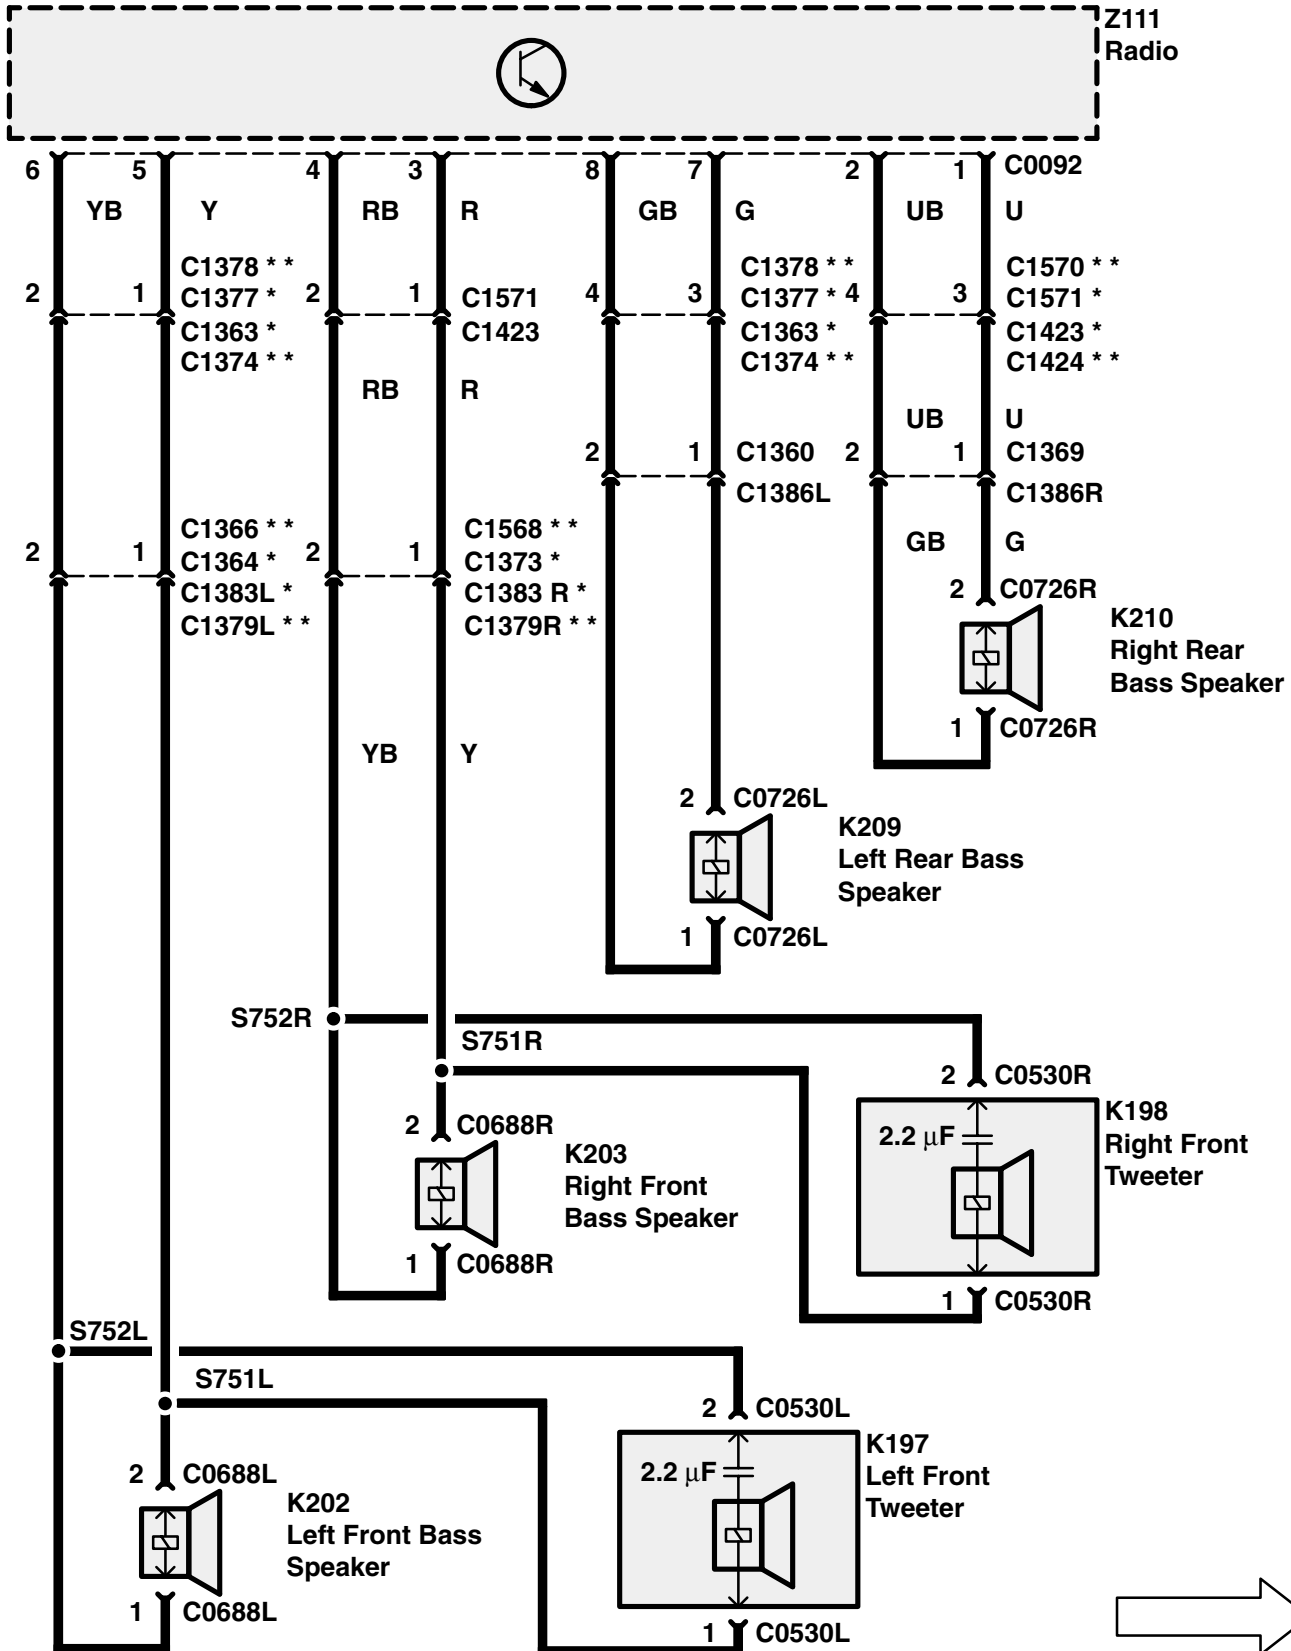 Z111
Radio
6 5 4 3 8 7 2 1 C0092
YB Y RB R GB G UB U
C1378 * * C1378 * * C1570 * *
2 1 C1377 * 2 1 C1571 4 3 C1377 * 4 3 C1571 *
C1363 * C1423 C1363 * C1423 *
C1374 * * C1374 * * C1424 * *
RB R
UB U
2 1 C1360 2 1 C1369
C1386L C1386R
C1366 * * C1568 * *
GB G
2 1 C1364 * 2 1 C1373 *
C1383L * C1383 R *
C1379L * * C1379R * *
2 C0726R
K210
Right Rear
Bass Speaker
1 C0726R
YB Y
2 C0726L
K209
Left Rear Bass
Speaker
1 C0726L
S752R
S751R
2 C0530R
K198
Right Front
Tweeter
2.2 μF
2 C0688R
K203
Right Front
Bass Speaker
1 C0688R
1 C0530R
S752L
S751L
2 C0530L
K197
Left Front
Tweeter
2.2 μF
2 C0688L
K202
Left Front Bass
Speaker
1 C0688L
1 C0530L